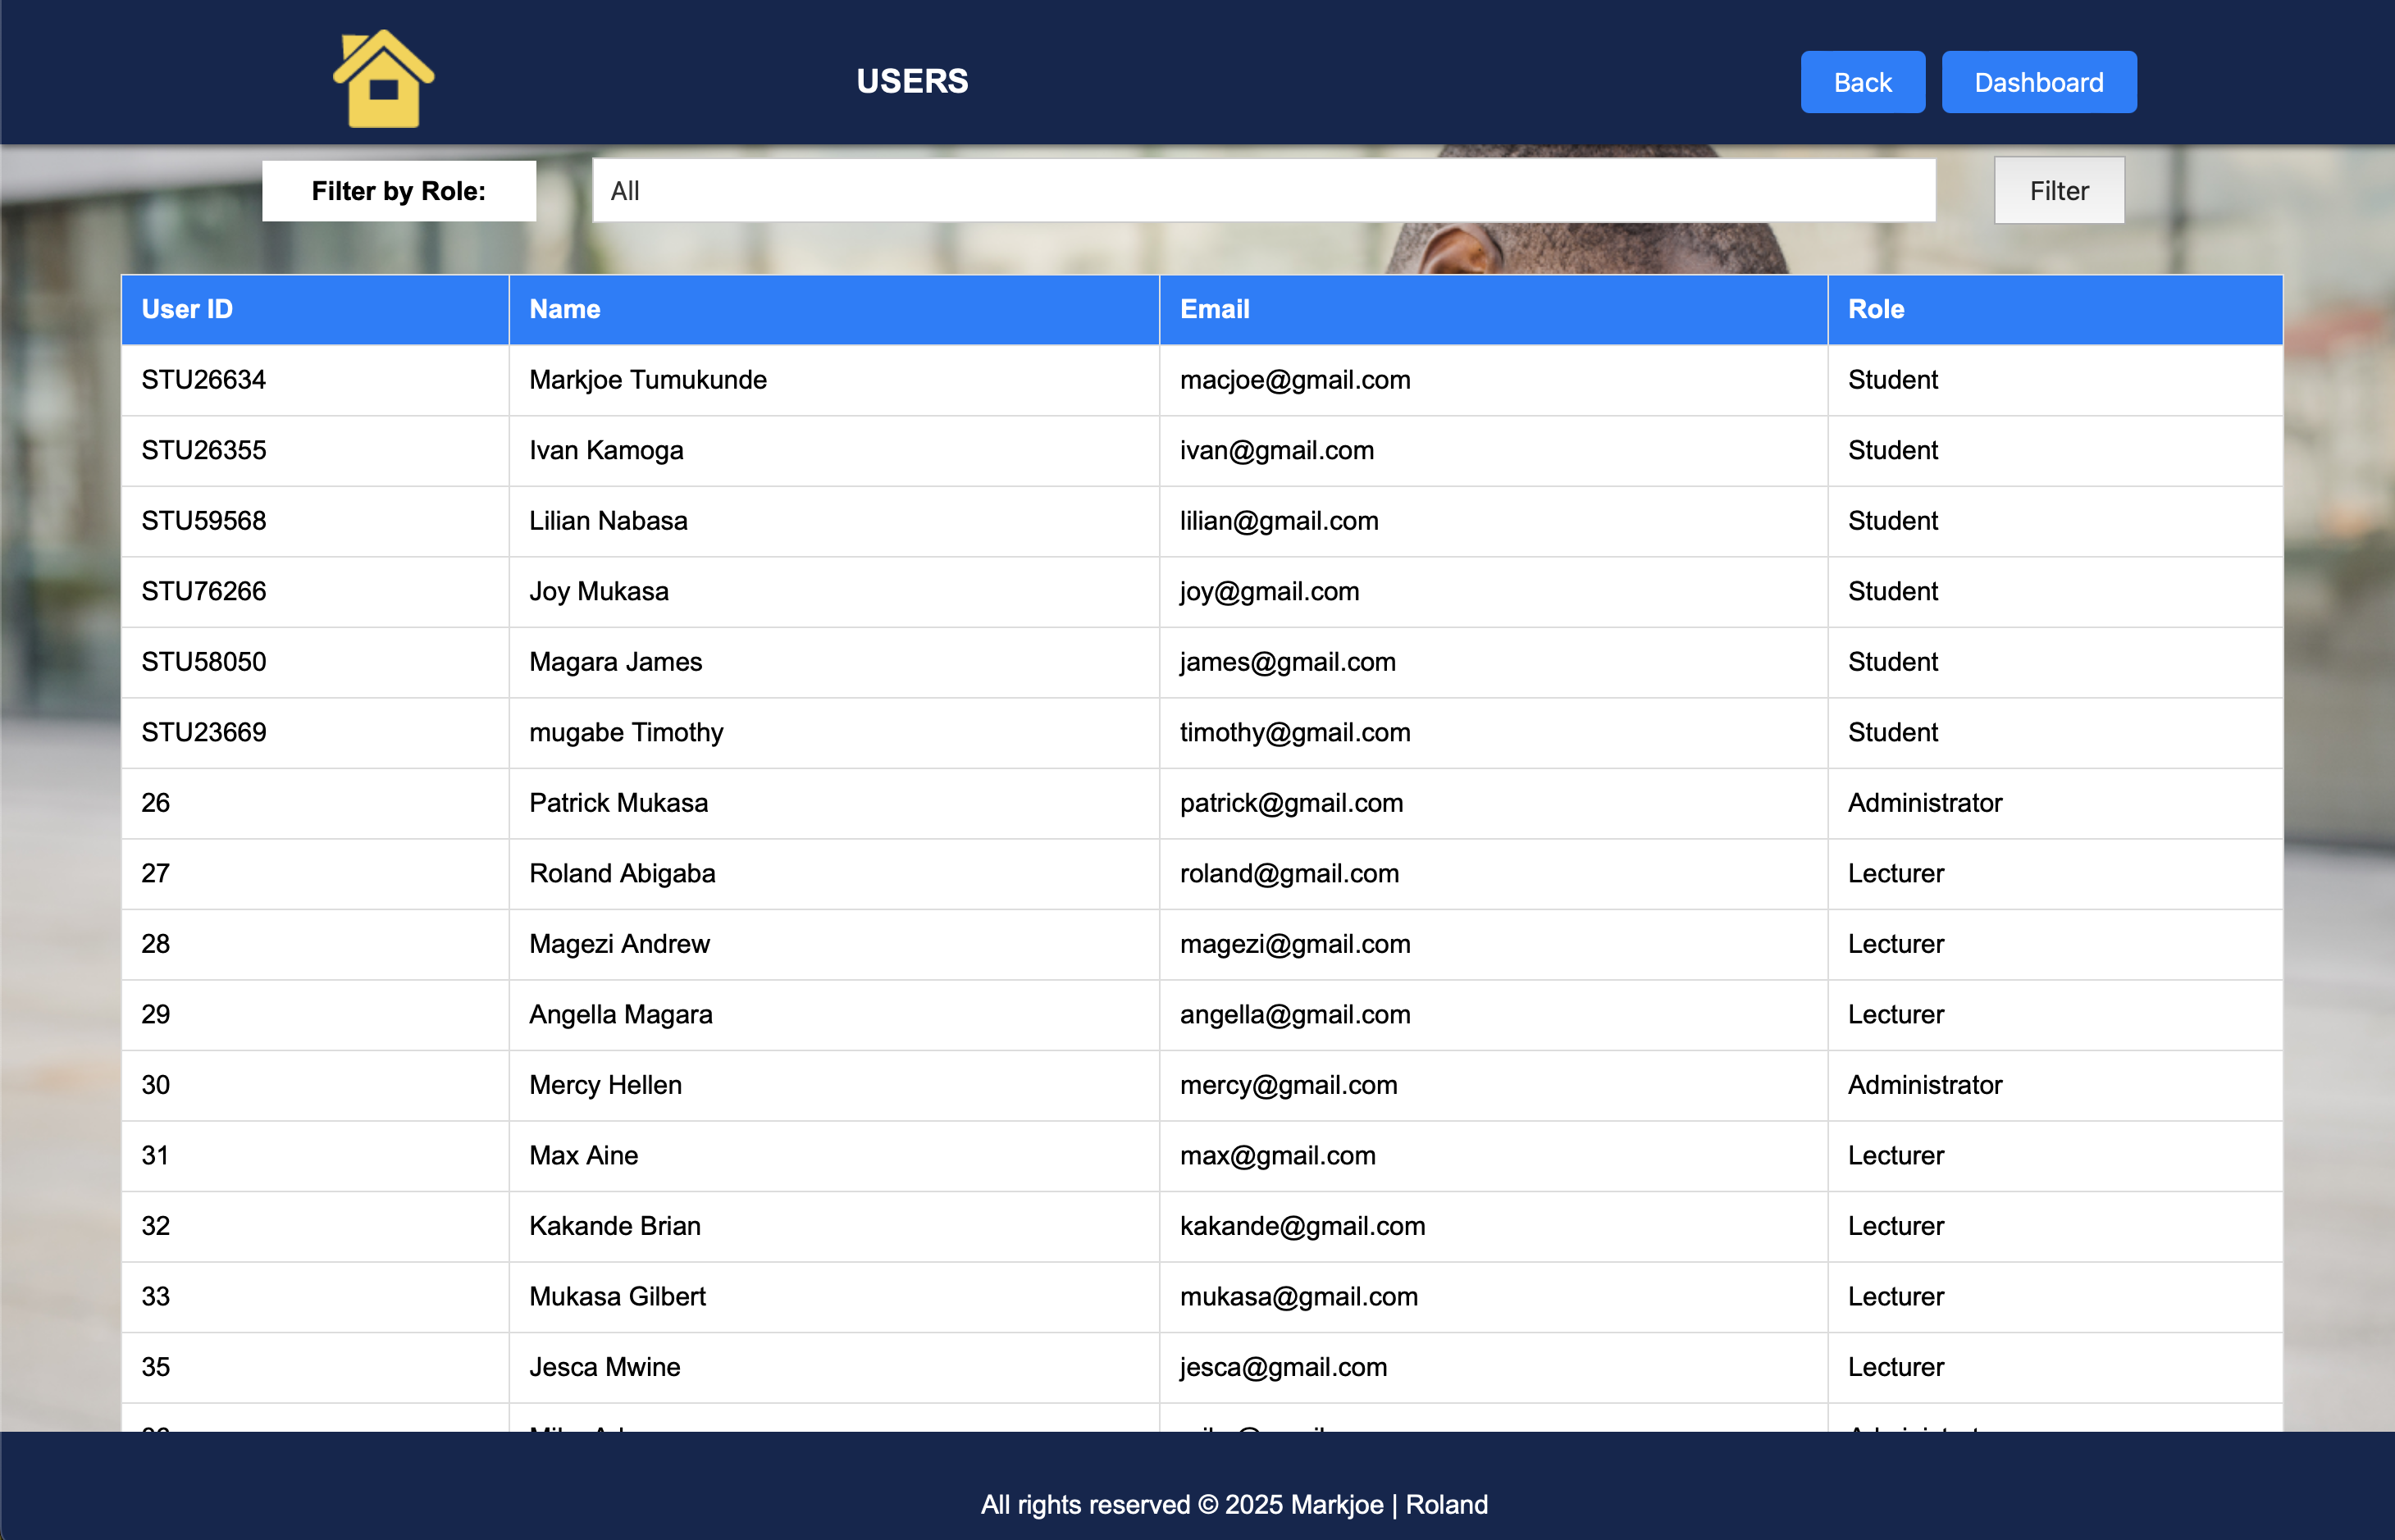 USERS
Back Dashboard
Filter by Role: All Filter
User ID Name Email Role
STU26634 Markjoe Tumukunde macjoe@gmail.com Student
STU26355 Ivan Kamoga ivan@gmail.com Student
STU59568 Lilian Nabasa lilian@gmail.com Student
STU76266 Joy Mukasa joy@gmail.com Student
STU58050 Magara James james@gmail.com Student
STU23669 mugabe Timothy timothy@gmail.com Student
26 Patrick Mukasa patrick@gmail.com Administrator
27 Roland Abigaba roland@gmail.com Lecturer
28 Magezi Andrew magezi@gmail.com Lecturer
29 Angella Magara angella@gmail.com Lecturer
30 Mercy Hellen mercy@gmail.com Administrator
31 Max Aine max@gmail.com Lecturer
32 Kakande Brian kakande@gmail.com Lecturer
33 Mukasa Gilbert mukasa@gmail.com Lecturer
35 Jesca Mwine jesca@gmail.com Lecturer
All rights reserved © 2025 Markjoe | Roland